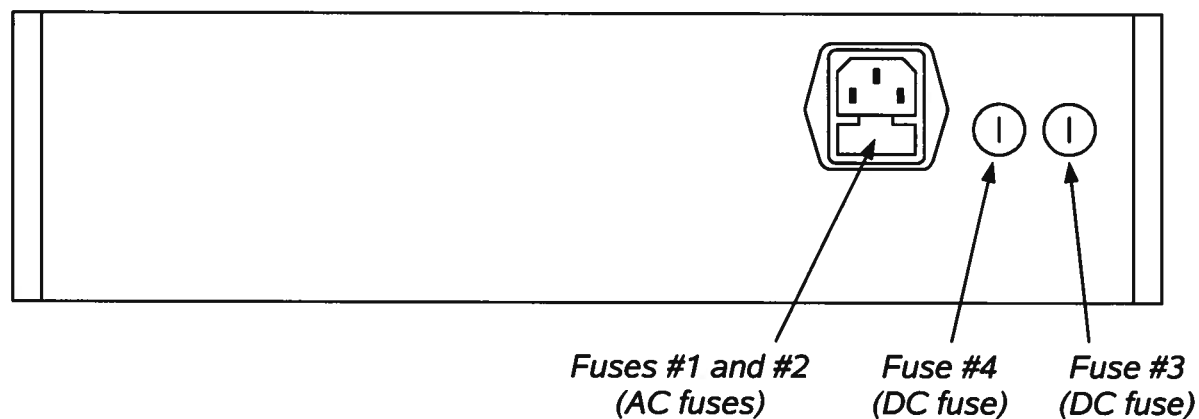 Fuses #1 and #2
(AC fuses)
Fuse #4
(DC fuse)
Fuse #3
(DC fuse)